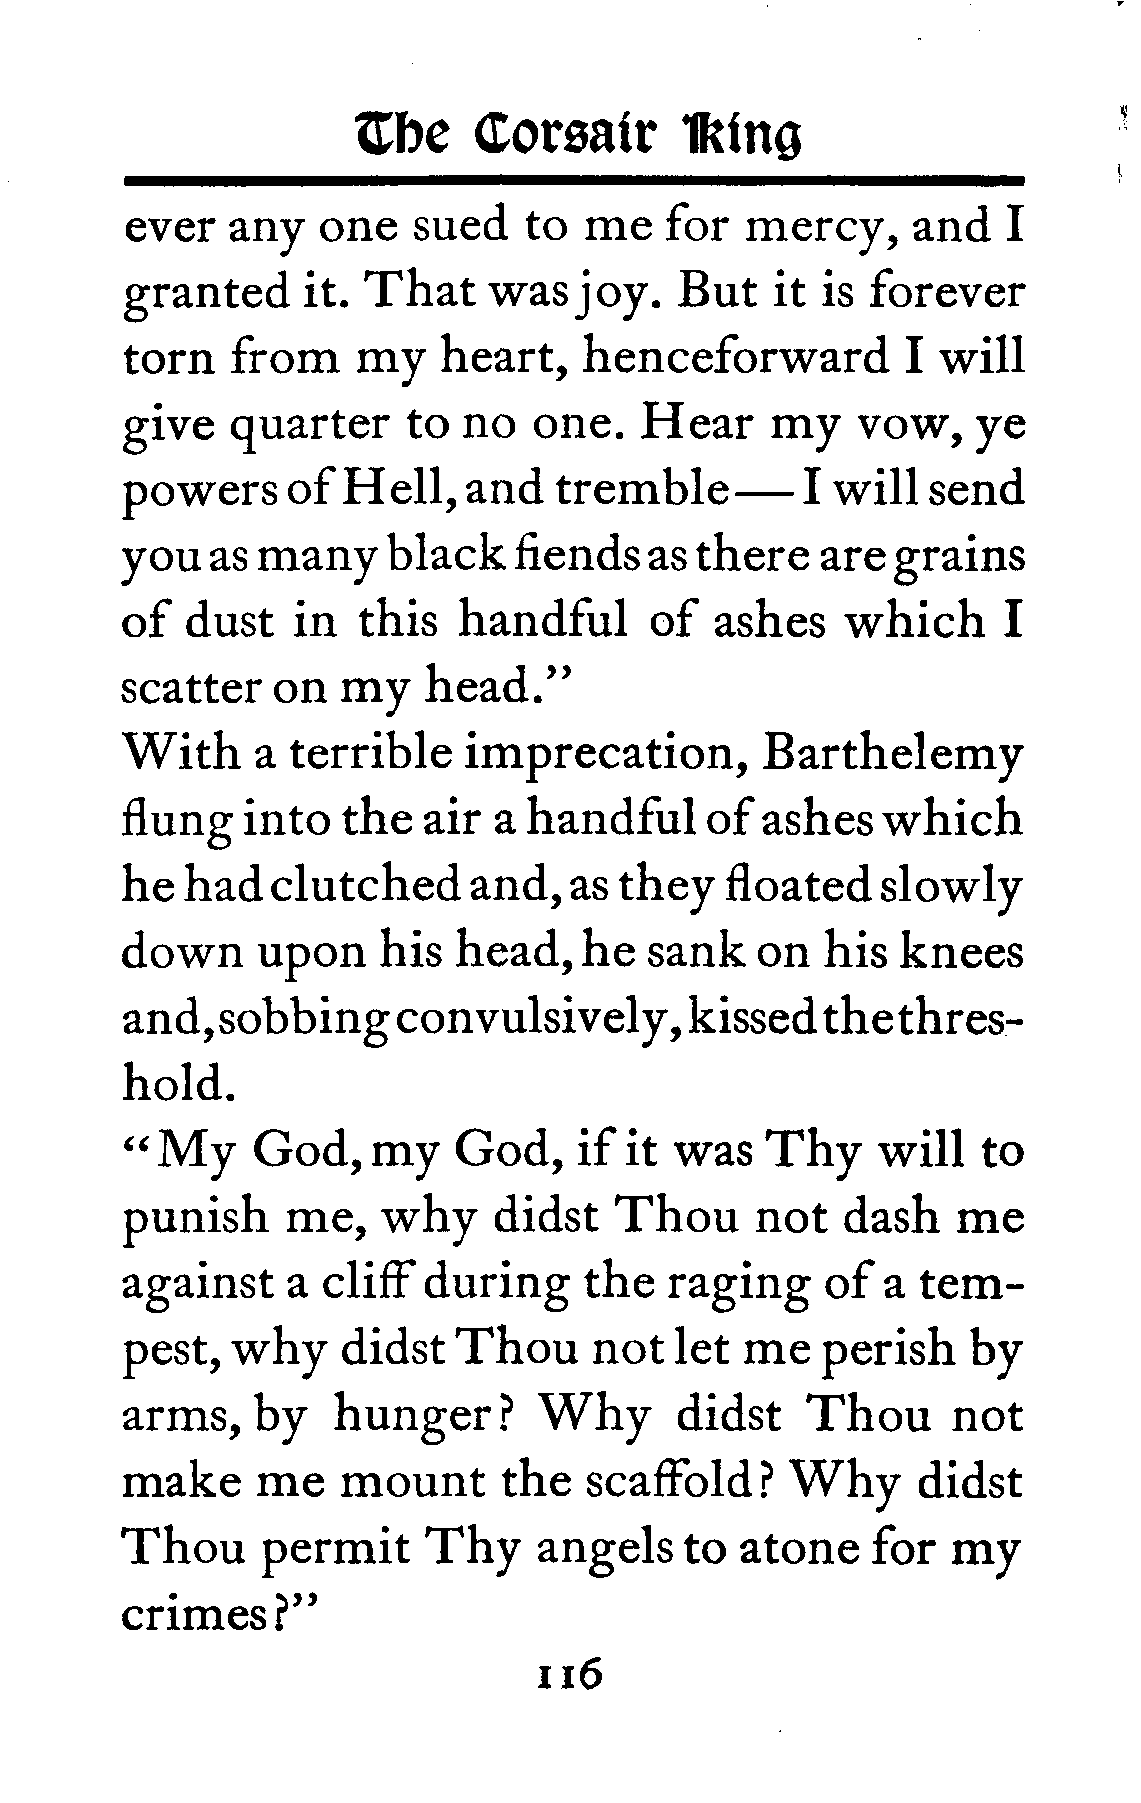 The Corsair King
ever any one sued to me for mercy, and I
granted it. That was joy. But it is forever
torn from my heart, henceforward I will
give quarter to no one. Hear my vow, ye
powers of Hell, and tremble—I will send
you as many black fiends as there are grains
of dust in this handful of ashes which I
scatter on my head.”
With a terrible imprecation, Barthelemy
flung into the air a handful of ashes which
he had clutched and, as they floated slowly
down upon his head, he sank on his knees
and, sobbing convulsively, kissed the thres-
hold.
“My God, my God, if it was Thy will to
punish me, why didst Thou not dash me
against a cliff during the raging of a tem-
pest, why didst Thou not let me perish by
arms, by hunger? Why didst Thou not
make me mount the scaffold? Why didst
Thou permit Thy angels to atone for my
crimes?”
116